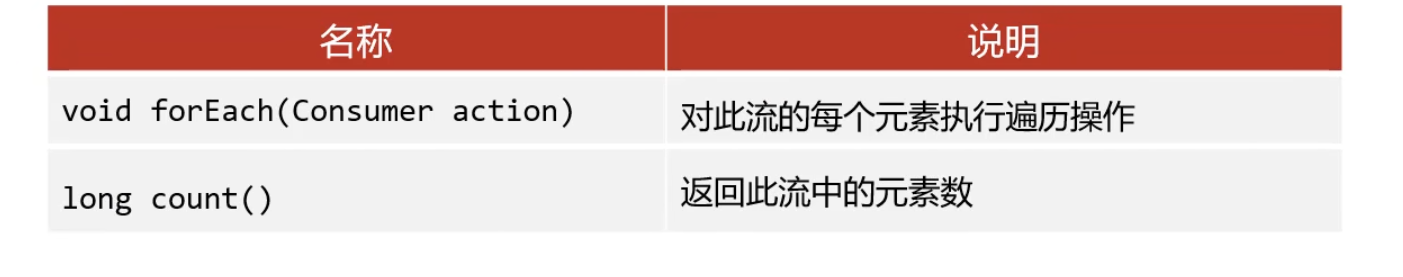 名称 说明
void forEach(Consumer action) 对此流的每个元素执行遍历操作
long count() 返回此流中的元素数